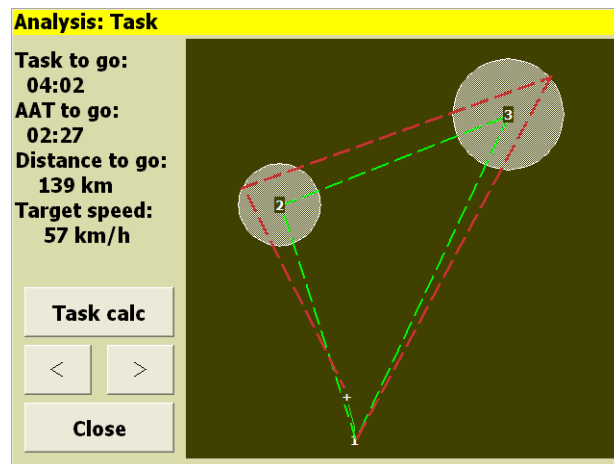 Analysis: Task
Task to go:
04:02
AAT to go:
02:27
Distance to go:
139 km
Target speed:
57 km/h
Task calc
< >
Close
3
2
1